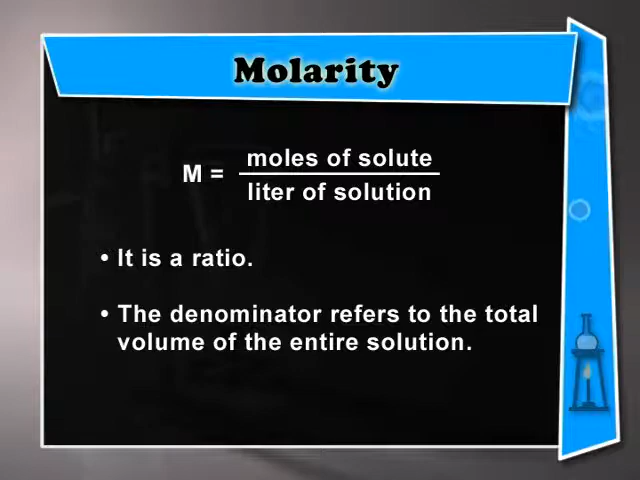 Molarity
M = moles of solute
liter of solution
• It is a ratio.
• The denominator refers to the total
volume of the entire solution.